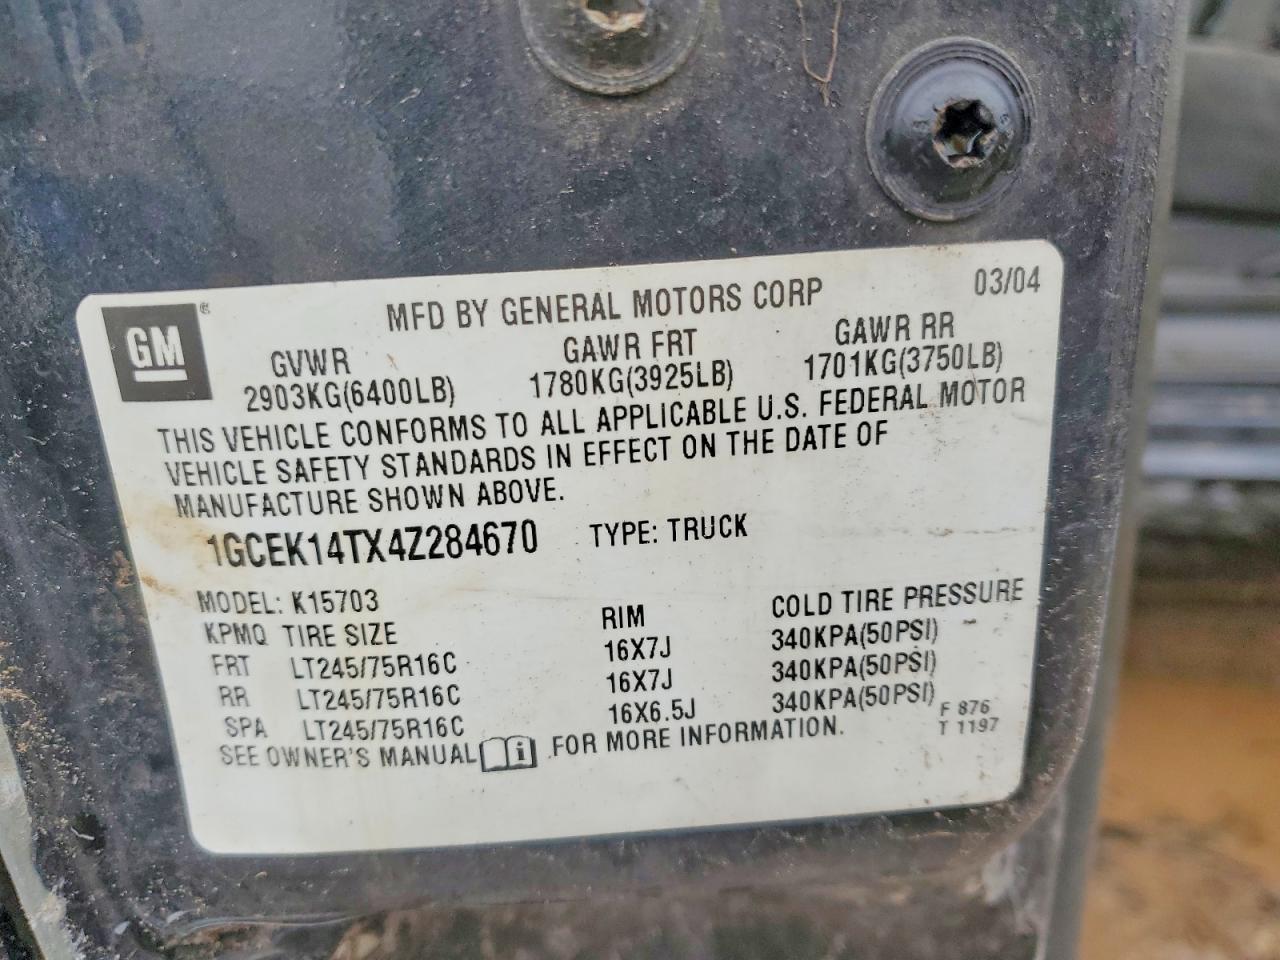 GM ®
MFD BY GENERAL MOTORS CORP 03/04
GVWR GAWR FRT GAWR RR
2903KG(6400LB) 1780KG(3925LB) 1701KG(3750LB)
THIS VEHICLE CONFORMS TO ALL APPLICABLE U.S. FEDERAL MOTOR
VEHICLE SAFETY STANDARDS IN EFFECT ON THE DATE OF
MANUFACTURE SHOWN ABOVE.
1GCEK14TX4Z284670 TYPE: TRUCK
MODEL: K15703
KPMQ TIRE SIZE RIM COLD TIRE PRESSURE
FRT LT245/75R16C 16X7J 340KPA(50PSI)
RR LT245/75R16C 16X7J 340KPA(50PSI)
SPA LT245/75R16C 16X6.5J 340KPA(50PSI)
SEE OWNER'S MANUAL i FOR MORE INFORMATION.
F 876
T 1197